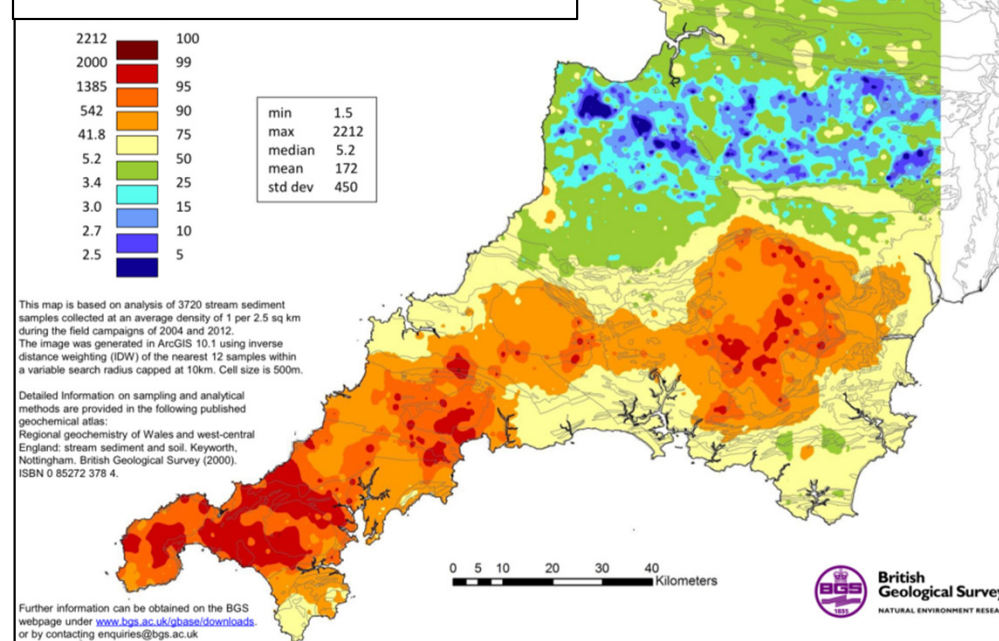 2212 100
2000 99
1385 95
542 90
41.8 75
5.2 50
3.4 25
3.0 15
2.7 10
2.5 5
min 1.5
max 2212
median 5.2
mean 172
std dev 450
This map is based on analysis of 3720 stream sediment
samples collected at an average density of 1 per 2.5 sq km
during the field campaigns of 2004 and 2012.
The image was generated in ArcGIS 10.1 using inverse
distance weighting (IDW) of the nearest 12 samples within
a variable search radius capped at 10km. Cell size is 500m.
Detailed Information on sampling and analytical
methods are provided in the following published
geochemical atlas:
Regional geochemistry of Wales and west-central
England: stream sediment and soil. Keyworth,
Nottingham. British Geological Survey (2000).
ISBN 0 85272 378 4.
Further information can be obtained on the BGS
webpage under www.bgs.ac.uk/gbase/downloads.
or by contacting enquiries@bgs.ac.uk
0 5 10 20 30 40
Kilometers
BGS
1835
British
Geological Survey
NATURAL ENVIRONMENT RESEA